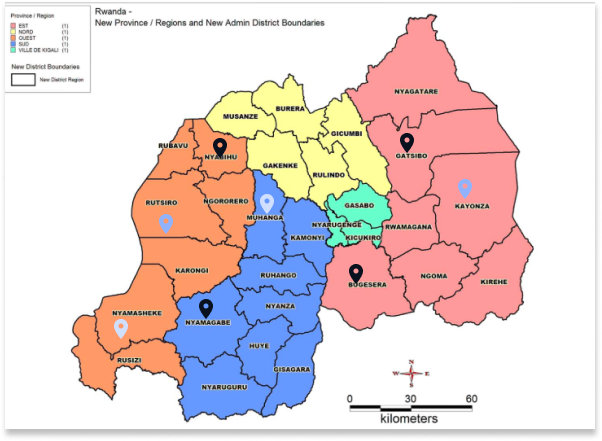 Rwanda -
New Province / Regions and New Admin District Boundaries
Province / Region
EST (1)
NORD (1)
OUEST (1)
SUD (1)
VILLE DE KIGALI (1)
New District Boundaries
New District Region
NYAGATARE
BURERA
MUSANZE
GICUMBI
RUBAVU
NYABIHU
GATSIBO
GAKENKE
RULINDO
RUTSIRO
NGORORERO
GASABO
KAYONZA
MUHANGA
NYARUGENGE
RWAMAGANA
KAMONYI
KICUKIRO
KARONGI
RUHANGO
NGOMA
KIREHE
BUGESERA
NYAMASHEKE
NYANZA
NYAMAGABE
HUYE
RUSIZI
GISAGARA
NYARUGURU
N
W E
S
0 30 60
kilometers